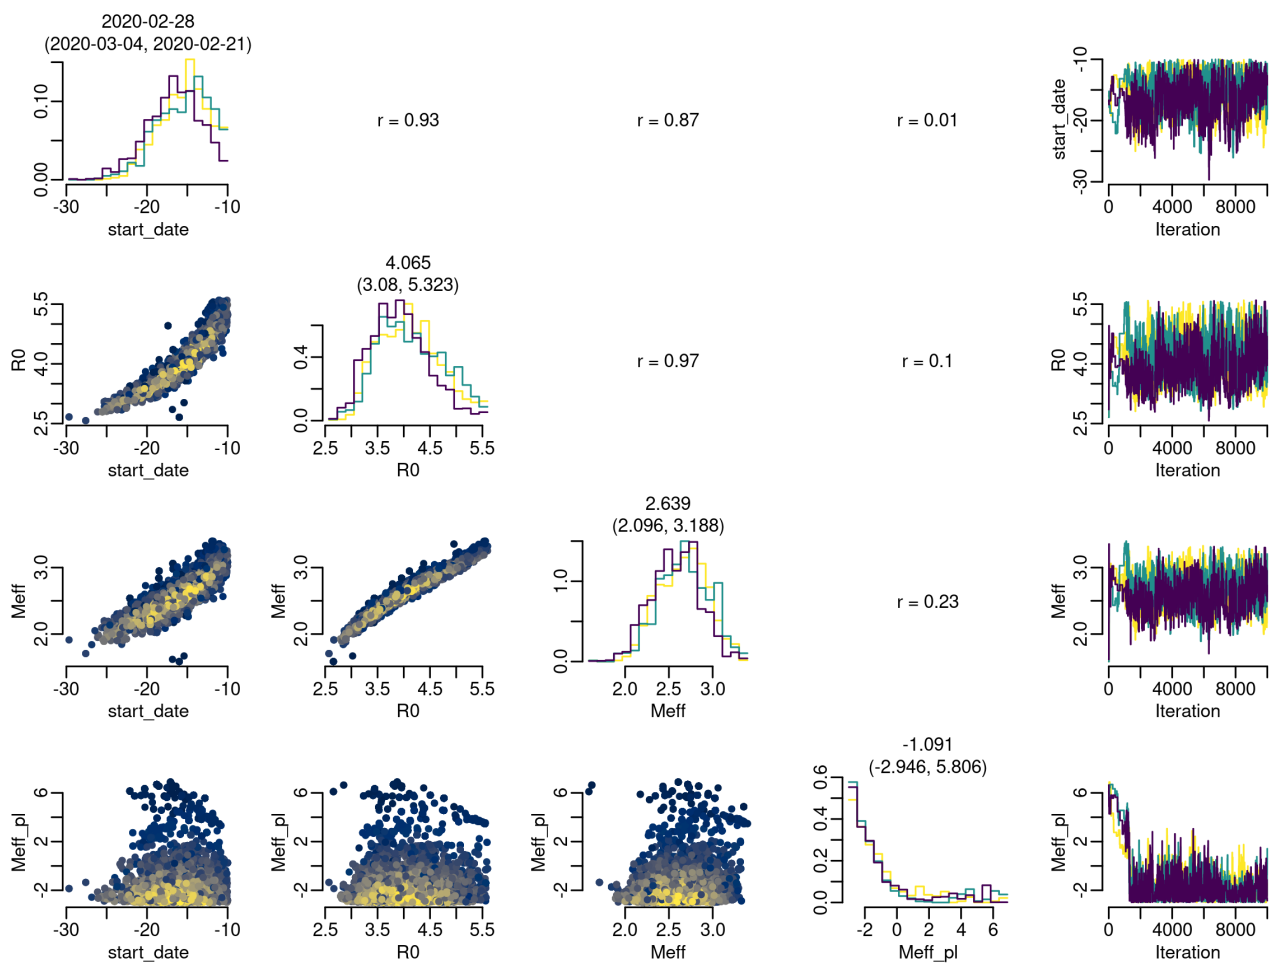 2020-02-28
(2020-03-04, 2020-02-21)
0.00 0.10
-30 -20 -10
start_date
r = 0.93
r = 0.87
r = 0.01
start_date
-30 -20 -10
0 4000 8000
Iteration
R0
2.5 4.0 5.5
-30 -20 -10
start_date
4.065
(3.08, 5.323)
0.0 0.4
2.5 3.5 4.5 5.5
R0
r = 0.97
r = 0.1
R0
2.5 4.0 5.5
0 4000 8000
Iteration
Meff
2.0 3.0
-30 -20 -10
start_date
Meff
2.0 3.0
2.5 3.5 4.5 5.5
R0
2.639
(2.096, 3.188)
0.0 1.0
2.0 2.5 3.0
Meff
r = 0.23
Meff
2.0 3.0
0 4000 8000
Iteration
Meff_pl
-2 2 6
-30 -20 -10
start_date
Meff_pl
-2 2 6
2.5 3.5 4.5 5.5
R0
Meff_pl
-2 2 6
2.0 2.5 3.0
Meff
-1.091
(-2.946, 5.806)
0.0 0.2 0.4 0.6
-2 0 2 4 6
Meff_pl
Meff_pl
-2 2 6
0 4000 8000
Iteration